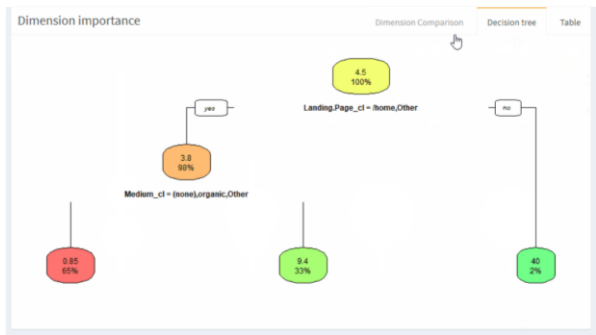 Dimension importance
Dimension Comparison
Decision tree
Table
4.5
100%
yes
Landing.Page_cl = /home,Other
no
3.8
98%
Medium_cl = (none),organic,Other
0.85
65%
9.4
33%
40
2%